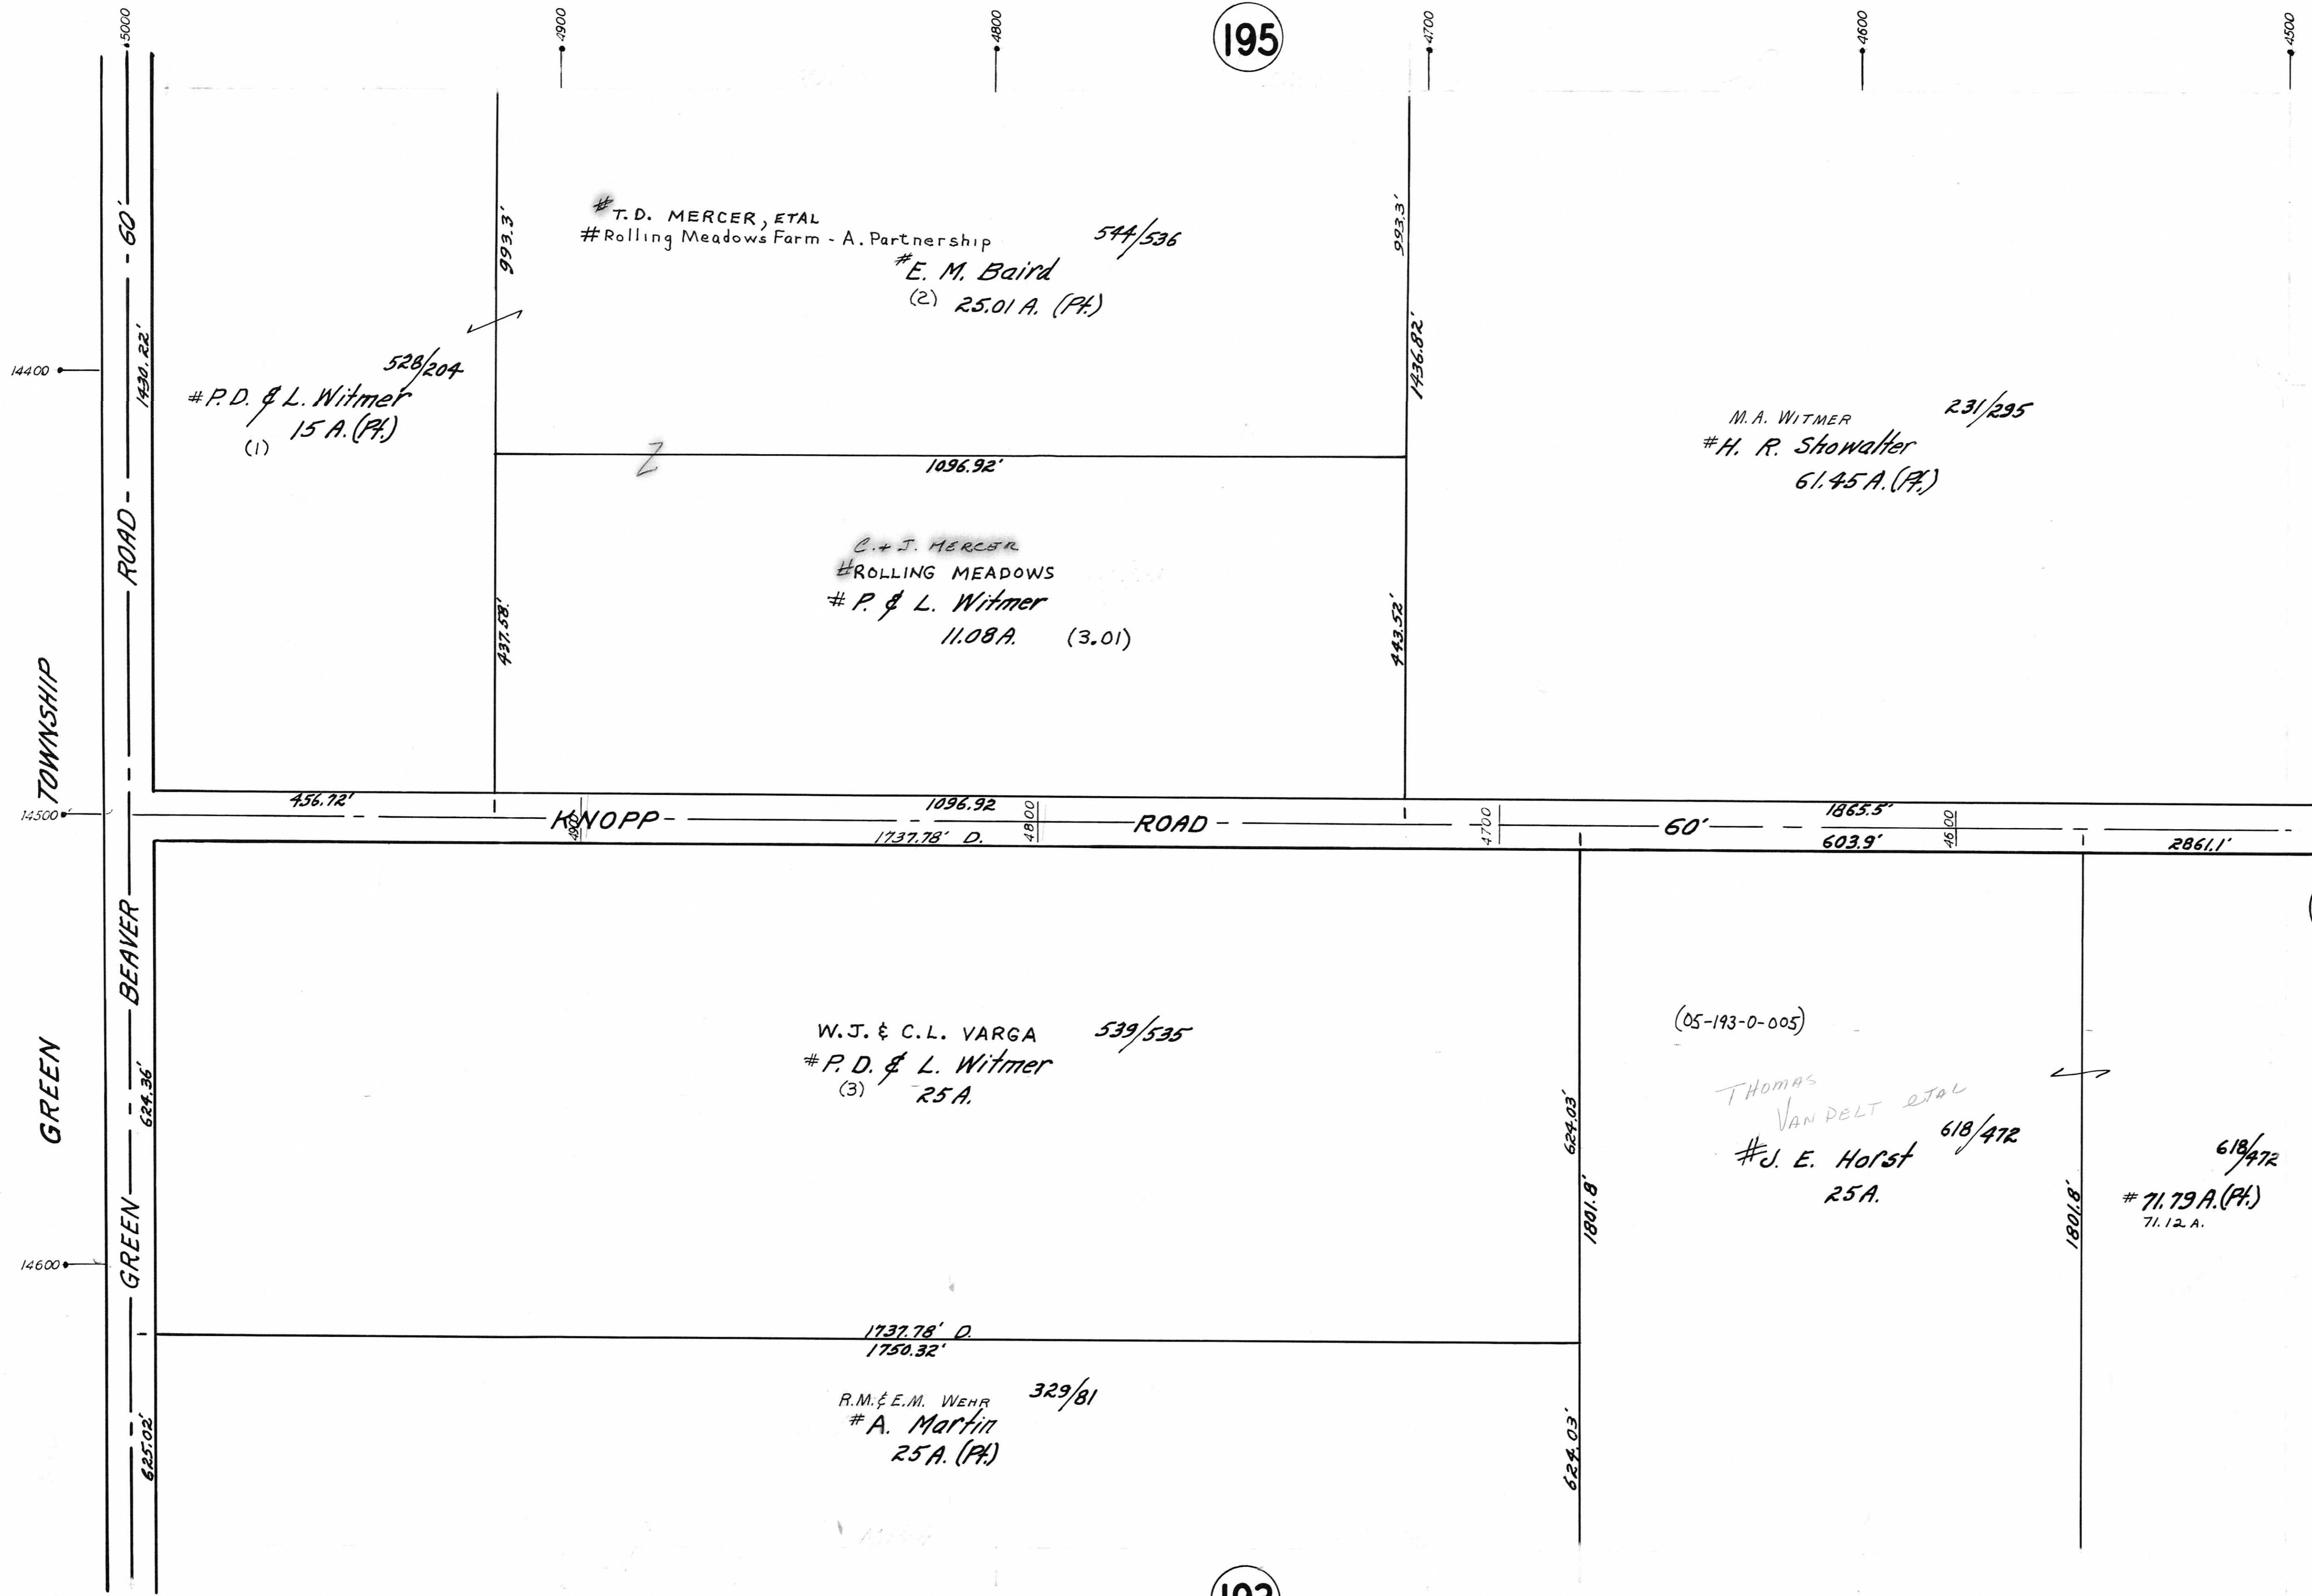 5000
4900
4800
195
4700
4600
4500
60'
ROAD
1430.22'
14400
993.3'
# T.D. MERCER, ETAL
# Rolling Meadows Farm - A. Partnership
544/536
# E. M. Baird
(2) 25.01 A. (Pt.)
993.3'
1436.82'
528/204
# P.D. & L. Witmer
15 A. (Pt.)
(1)
M.A. WITMER
231/295
# H. R. Showalter
61.45 A. (Pt.)
Z
1096.92'
C. + J. MERCER
# ROLLING MEADOWS
# P. & L. Witmer
11.08 A. (3.01)
437.58'
443.52'
GREEN TOWNSHIP
14500
456.72'
1096.92
1865.5'
KNOPP ROAD 60'
4900
4800
4700
4600
1737.78' D.
603.9'
2861.1'
GREEN BEAVER
624.36'
W.J. & C.L. VARGA
539/535
# P. D. & L. Witmer
(3) 25 A.
624.03'
1801.8'
(05-193-0-005)
THOMAS
VANPELT etal
618/472
# J. E. Horst
25 A.
1801.8'
618/472
# 71.79 A. (Pt.)
71.12 A.
14600
1737.78' D.
1750.32'
R.M. & E.M. WEHR
329/81
# A. Martin
25 A. (Pt.)
625.02'
624.03'